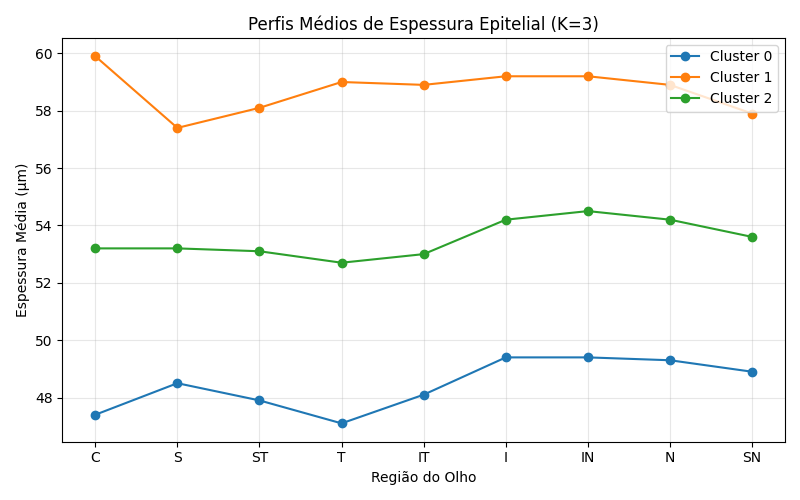 Perfis Médios de Espessura Epitelial (K=3)
Cluster 0
Cluster 1
Cluster 2
Espessura Média (μm)
60
58
56
54
52
50
48
C S ST T IT I IN N SN
Região do Olho